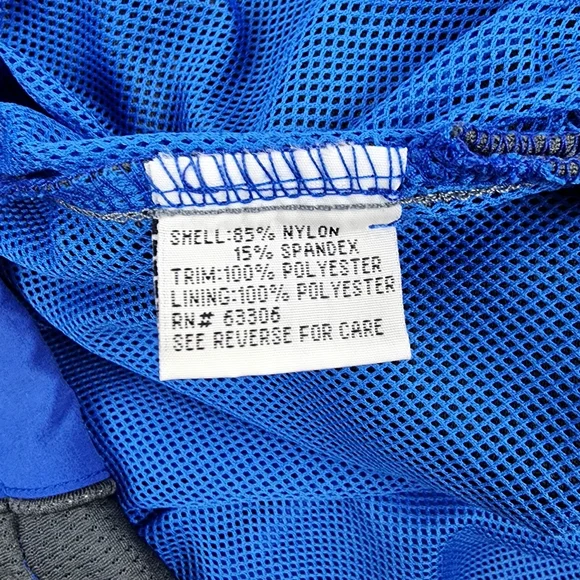 SHELL:85% NYLON
15% SPANDEX
TRIM:100% POLYESTER
LINING:100% POLYESTER
RN# 63306
SEE REVERSE FOR CARE